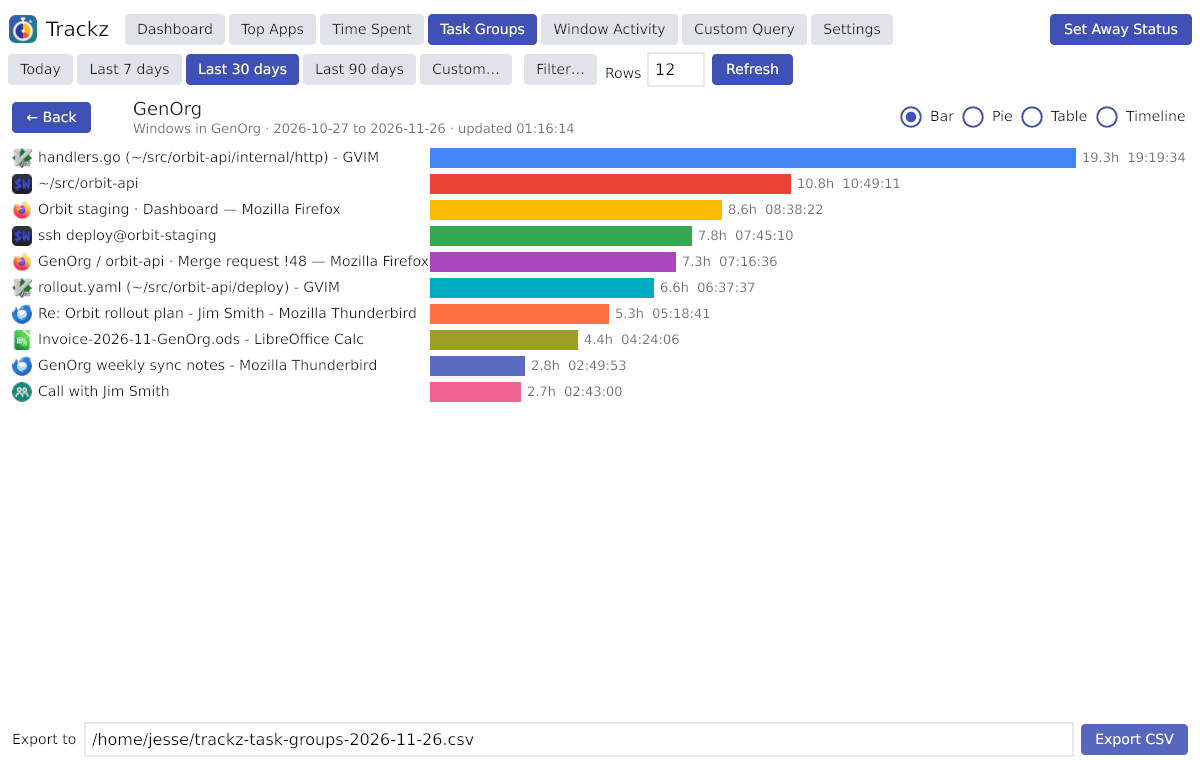 Trackz Dashboard Top Apps Time Spent Task Groups Window Activity Custom Query Settings Set Away Status
Today Last 7 days Last 30 days Last 90 days Custom... Filter... Rows 12 Refresh
← Back GenOrg
Windows in GenOrg · 2026-10-27 to 2026-11-26 · updated 01:16:14
Bar Pie Table Timeline
handlers.go (~/src/orbit-api/internal/http) - GVIM 19.3h 19:19:34
~/src/orbit-api 10.8h 10:49:11
Orbit staging · Dashboard — Mozilla Firefox 8.6h 08:38:22
ssh deploy@orbit-staging 7.8h 07:45:10
GenOrg / orbit-api · Merge request !48 — Mozilla Firefox 7.3h 07:16:36
rollout.yaml (~/src/orbit-api/deploy) - GVIM 6.6h 06:37:37
Re: Orbit rollout plan - Jim Smith - Mozilla Thunderbird 5.3h 05:18:41
Invoice-2026-11-GenOrg.ods - LibreOffice Calc 4.4h 04:24:06
GenOrg weekly sync notes - Mozilla Thunderbird 2.8h 02:49:53
Call with Jim Smith 2.7h 02:43:00
Export to /home/jesse/trackz-task-groups-2026-11-26.csv Export CSV